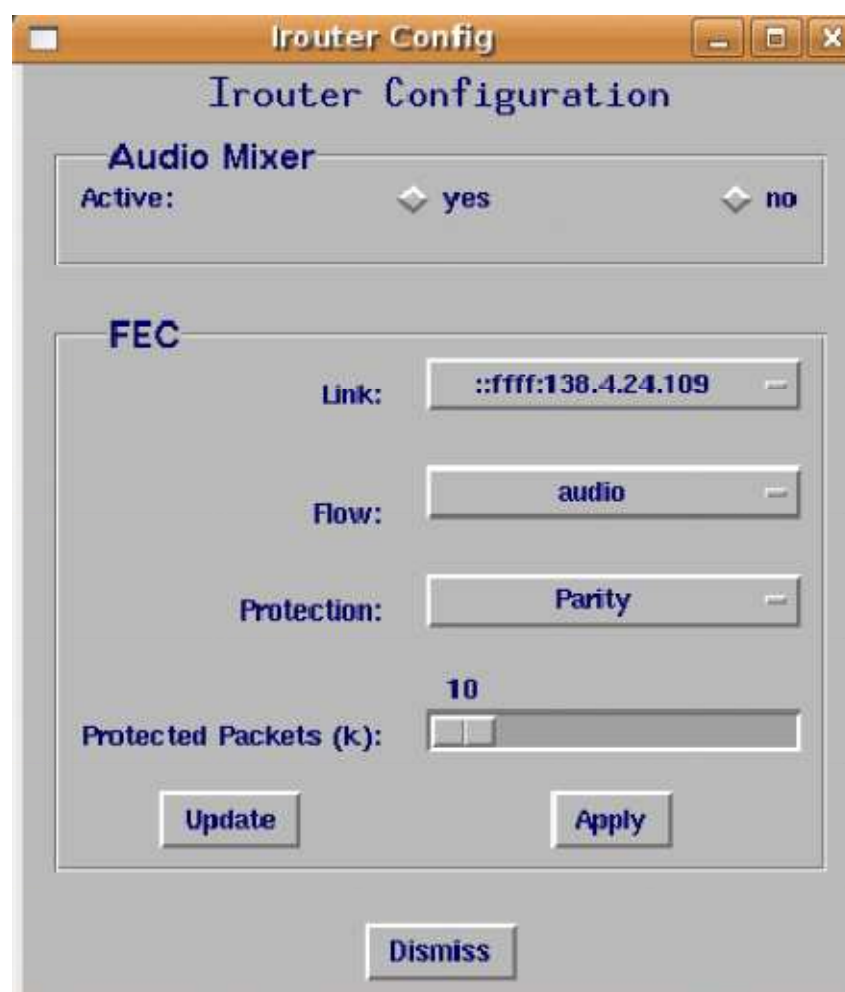 Irouter Config
Irouter Configuration
Audio Mixer
Active: yes no
FEC
Link: ::ffff:138.4.24.109
Flow: audio
Protection: Parity
10
Protected Packets (k):
Update Apply
Dismiss